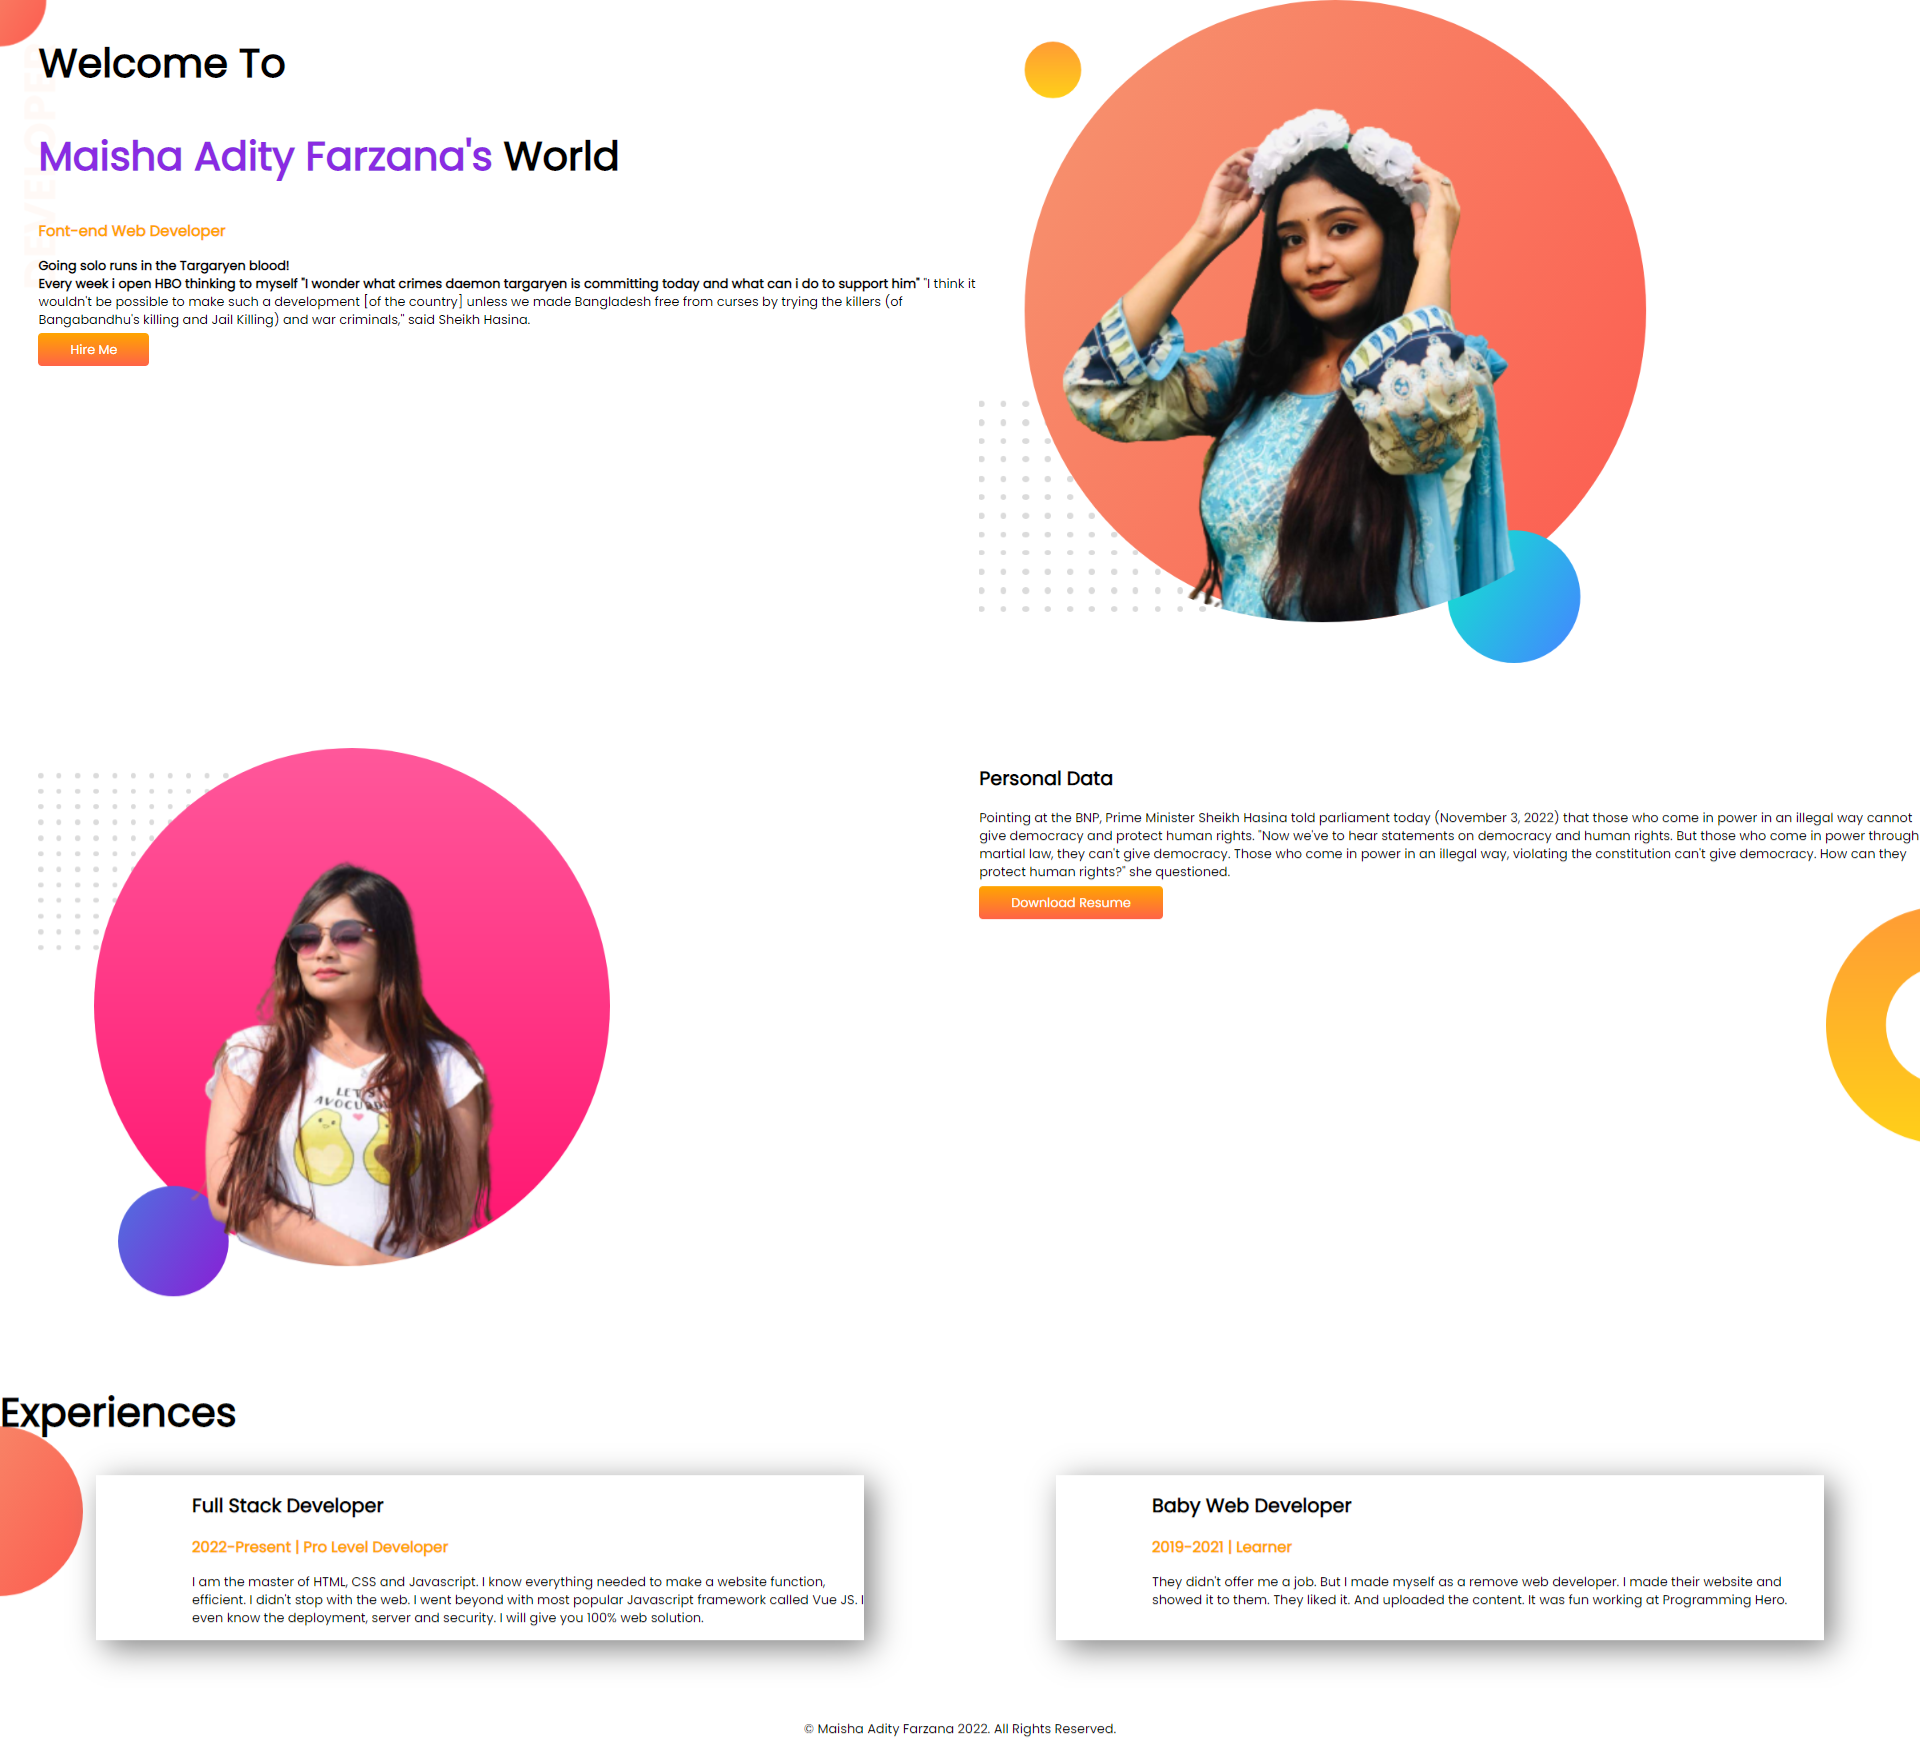 DEVELOPER
Welcome To
Maisha Adity Farzana's World
Font-end Web Developer
Going solo runs in the Targaryen blood!
Every week i open HBO thinking to myself "I wonder what crimes daemon targaryen is committing today and what can i do to support him" "I think it
wouldn't be possible to make such a development [of the country] unless we made Bangladesh free from curses by trying the killers (of
Bangabandhu's killing and Jail Killing) and war criminals," said Sheikh Hasina.
Hire Me
LET'S
AVOCUDDLE
Personal Data
Pointing at the BNP, Prime Minister Sheikh Hasina told parliament today (November 3, 2022) that those who come in power in an illegal way cannot
give democracy and protect human rights. "Now we've to hear statements on democracy and human rights. But those who come in power through
martial law, they can't give democracy. Those who come in power in an illegal way, violating the constitution can't give democracy. How can they
protect human rights?" she questioned.
Download Resume
Experiences
Full Stack Developer
2022-Present | Pro Level Developer
I am the master of HTML, CSS and Javascript. I know everything needed to make a website function,
efficient. I didn't stop with the web. I went beyond with most popular Javascript framework called Vue JS. I
even know the deployment, server and security. I will give you 100% web solution.
Baby Web Developer
2019-2021 | Learner
They didn't offer me a job. But I made myself as a remove web developer. I made their website and
showed it to them. They liked it. And uploaded the content. It was fun working at Programming Hero.
© Maisha Adity Farzana 2022. All Rights Reserved.